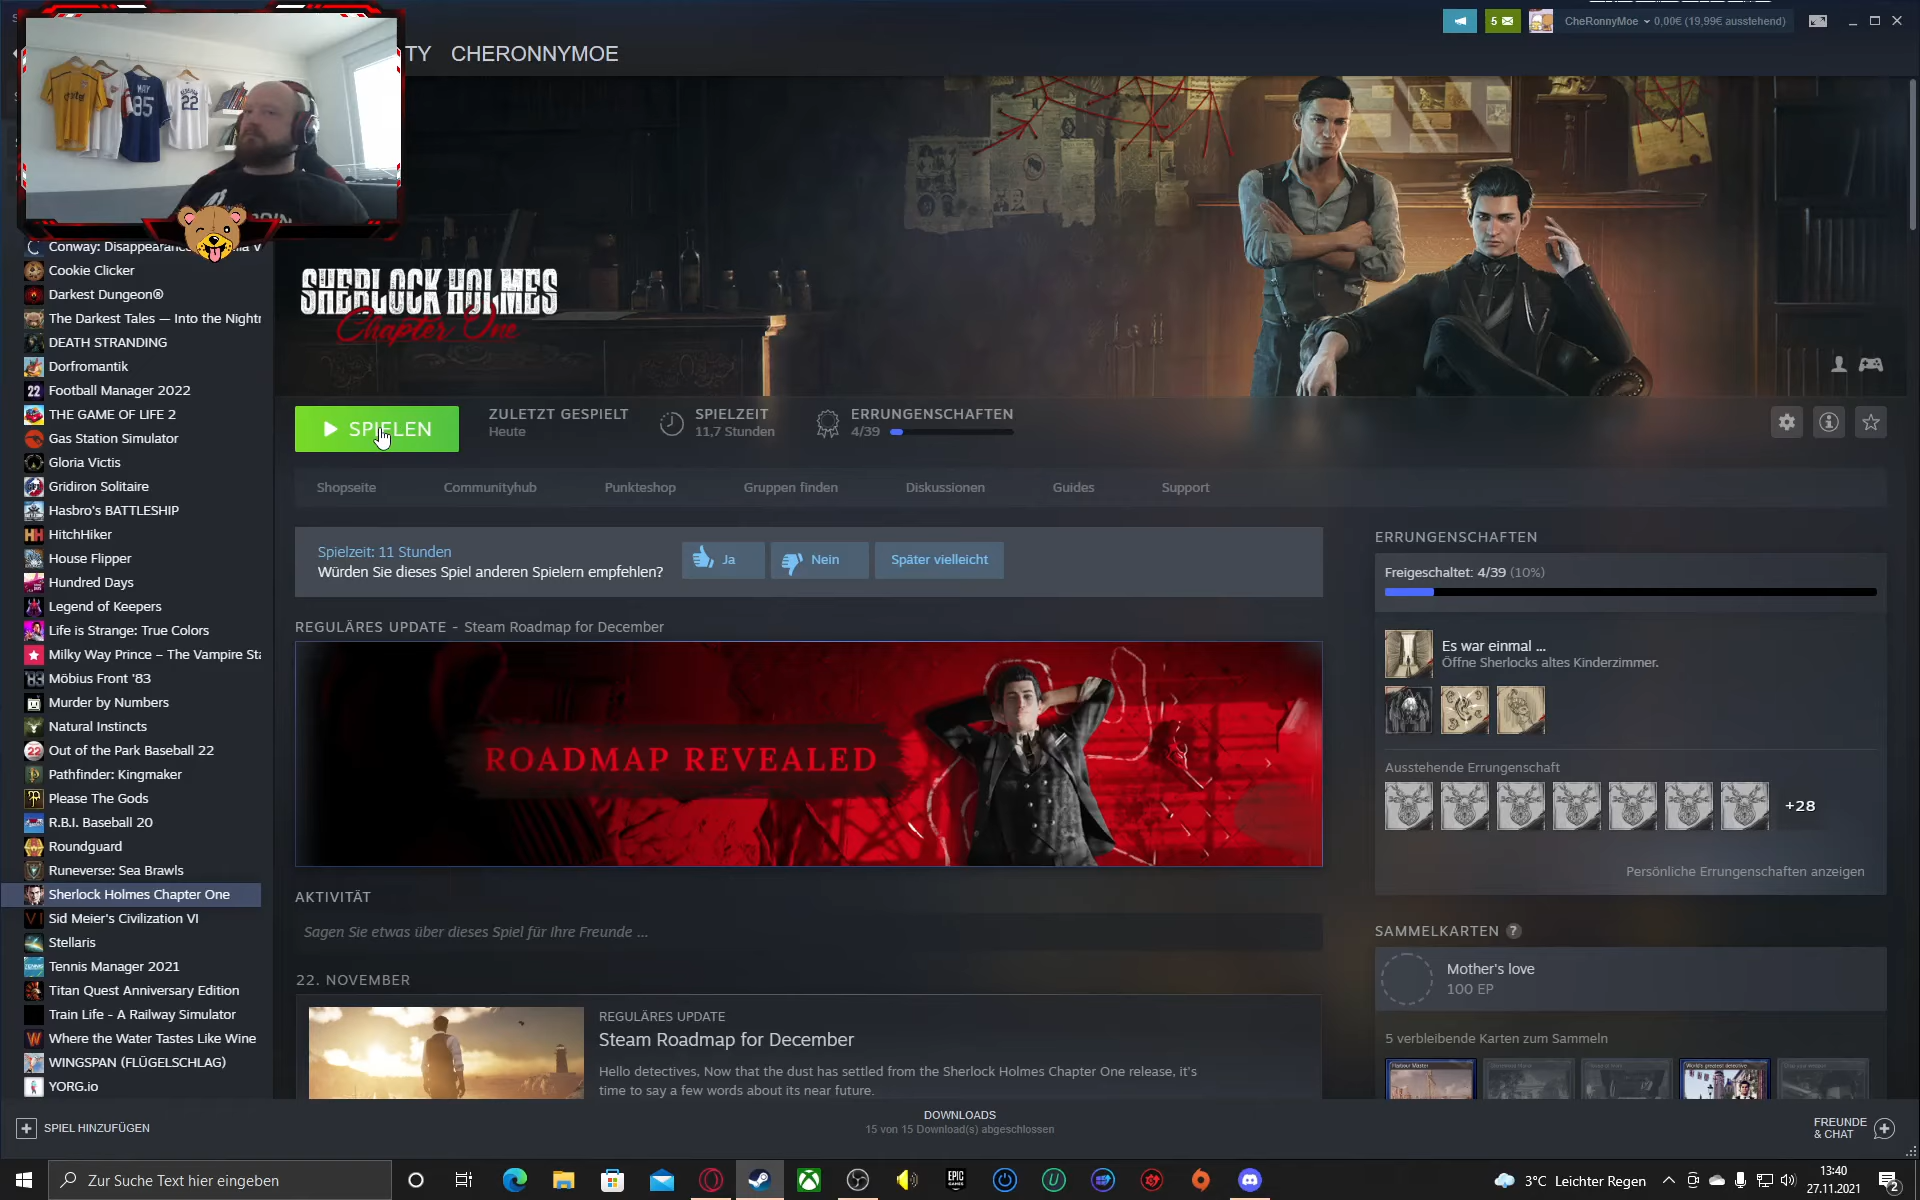 CheRonnyMoe 0,00€ (19,99€ ausstehend)
5
TY CHERONNYMOE
MAY
85
22
SHERLOCK HOLMES
Chapter One
Conway: Disappearanc
Cookie Clicker
Darkest Dungeon®
The Darkest Tales — Into the Nightr
DEATH STRANDING
Dorfromantik
Football Manager 2022
THE GAME OF LIFE 2
Gas Station Simulator
Gloria Victis
Gridiron Solitaire
Hasbro's BATTLESHIP
HitchHiker
House Flipper
Hundred Days
Legend of Keepers
Life is Strange: True Colors
Milky Way Prince – The Vampire Sta
Möbius Front '83
Murder by Numbers
Natural Instincts
Out of the Park Baseball 22
Pathfinder: Kingmaker
Please The Gods
R.B.I. Baseball 20
Roundguard
Runeverse: Sea Brawls
Sherlock Holmes Chapter One
Sid Meier's Civilization VI
Stellaris
Tennis Manager 2021
Titan Quest Anniversary Edition
Train Life - A Railway Simulator
Where the Water Tastes Like Wine
WINGSPAN (FLÜGELSCHLAG)
YORG.io
SPIELEN
ZULETZT GESPIELT
Heute
SPIELZEIT
11,7 Stunden
ERRUNGENSCHAFTEN
4/39
Shopseite Communityhub Punkteshop Gruppen finden Diskussionen Guides Support
Spielzeit: 11 Stunden
Würden Sie dieses Spiel anderen Spielern empfehlen?
Ja
Nein
Später vielleicht
REGULÄRES UPDATE - Steam Roadmap for December
ROADMAP REVEALED
AKTIVITÄT
Sagen Sie etwas über dieses Spiel für Ihre Freunde ...
22. NOVEMBER
REGULÄRES UPDATE
Steam Roadmap for December
Hello detectives, Now that the dust has settled from the Sherlock Holmes Chapter One release, it's
time to say a few words about its near future.
ERRUNGENSCHAFTEN
Freigeschaltet: 4/39 (10%)
Es war einmal ...
Öffne Sherlocks altes Kinderzimmer.
Ausstehende Errungenschaft
+28
Persönliche Errungenschaften anzeigen
SAMMELKARTEN ?
Mother's love
100 EP
5 verbleibende Karten zum Sammeln
Harbour Master
World's greatest detective
SPIEL HINZUFÜGEN
DOWNLOADS
15 von 15 Download(s) abgeschlossen
FREUNDE
& CHAT
Zur Suche Text hier eingeben
EPIC
GAMES
3°C Leichter Regen
13:40
27.11.2021
2